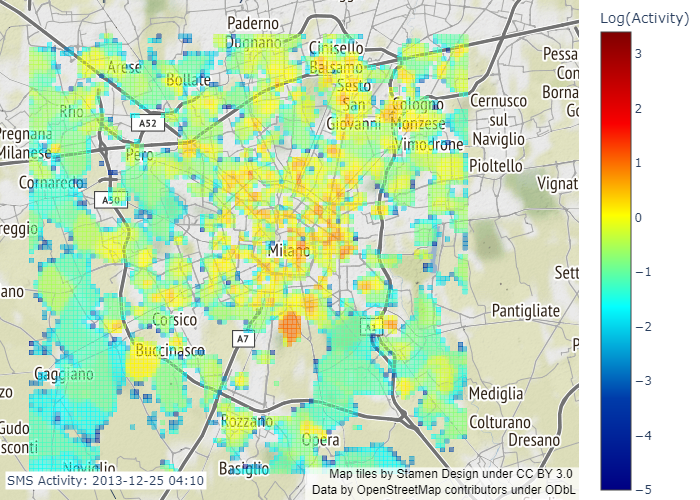 Log(Activity)
Paderno
Dugnano
Cinisello
Balsamo
Arese
Bollate
Sesto
San
Giovanni
Cologno
Monzese
Pessa
Con
Borna
Go
Rho
A52
Cernusco
sul
Naviglio
Pregnana
Milanese
Pero
Vimodrone
Pioltello
Cornaredo
A50
Vignat
reggio
Milano
Sett
ano
Pantigliate
Corsico
A7
A1
Buccinasco
P
Gaggiano
zo
Mediglia
Rozzano
Colturano
Gudo
sconti
Opera
Dresano
Noviglio
Basiglio
SMS Activity: 2013-12-25 04:10
Map tiles by Stamen Design under CC BY 3.0
Data by OpenStreetMap contributors under ODbL
3
2
1
0
−1
−2
−3
−4
−5